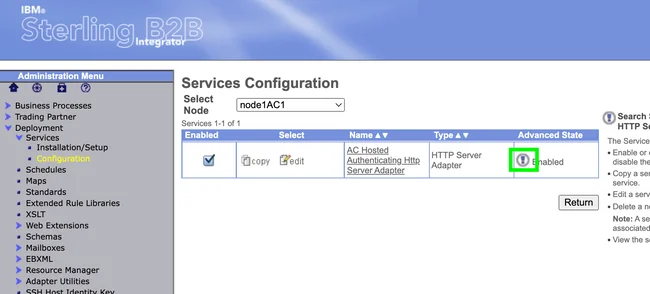 IBM®
Sterling B2B
Integrator
Administration Menu
Business Processes
Trading Partner
Deployment
Services
Installation/Setup
Configuration
Schedules
Maps
Standards
Extended Rule Libraries
XSLT
Web Extensions
Schemas
Mailboxes
EBXML
Resource Manager
Adapter Utilities
SSH Host Identity Key
Services Configuration
Select Node node1AC1
Services 1-1 of 1
Enabled Select Name Type Advanced State
copy edit AC Hosted Authenticating Http Server Adapter HTTP Server Adapter Enabled
Return
Search
HTTP Se
The Service
Enable or
disable the
Copy a se
service.
Edit a serv
Delete a n
Note: A se
associated
View the s